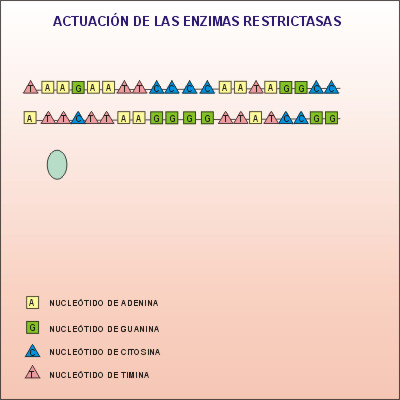 ACTUACIÓN DE LAS ENZIMAS RESTRICTASAS
T A A G A A T T C C C C A A T A G G C C
A T T C T T A A G G G G T T A T C C G G
A NUCLEÓTIDO DE ADENINA
G NUCLEÓTIDO DE GUANINA
C NUCLEÓTIDO DE CITOSINA
T NUCLEÓTIDO DE TIMINA